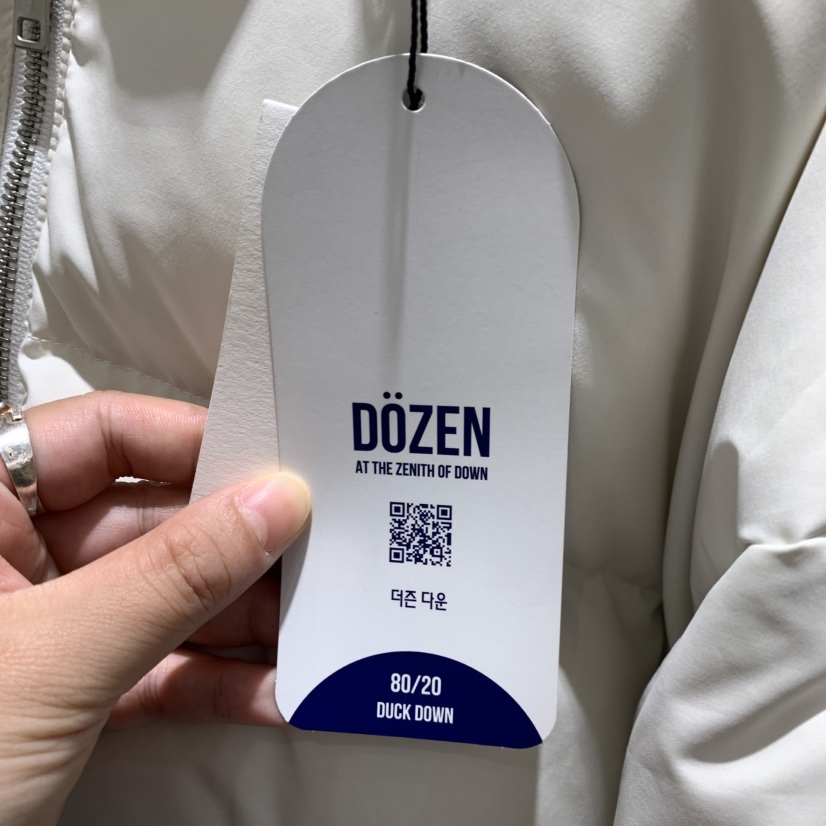 DÖZEN
AT THE ZENITH OF DOWN
더즌 다운
80/20
DUCK DOWN